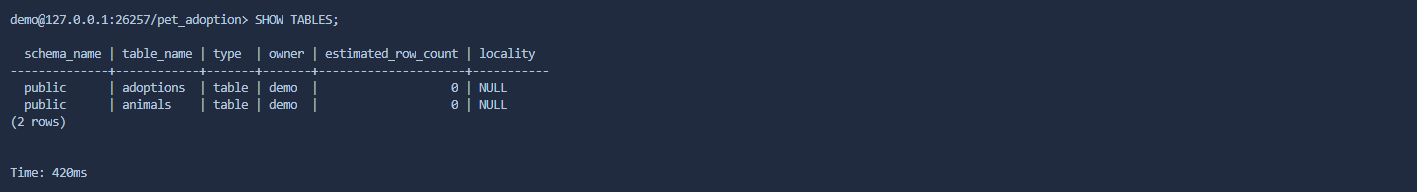 demo@127.0.0.1:26257/pet_adoption> SHOW TABLES;
  schema_name | table_name | type  | owner | estimated_row_count | locality
--------------+------------+-------+-------+---------------------+-----------
  public      | adoptions  | table | demo  |                   0 | NULL
  public      | animals    | table | demo  |                   0 | NULL
(2 rows)
Time: 420ms